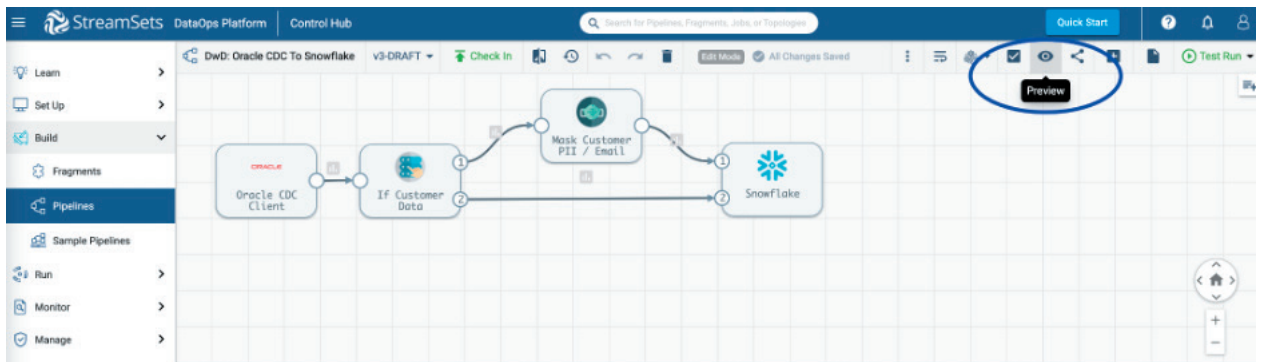 StreamSets DataOps Platform Control Hub Search for Pipelines, Fragments, Jobs, or Topologies Quick Start ?
DwD: Oracle CDC To Snowflake v3-DRAFT Check In Edit Mode All Changes Saved Test Run
Preview
Learn
Set Up
Build
Fragments
Pipelines
Sample Pipelines
Run
Monitor
Manage
ORACLE
Oracle CDC
Client
If Customer
Data
1
2
Mask Customer
PII / Email
1
2
Snowflake